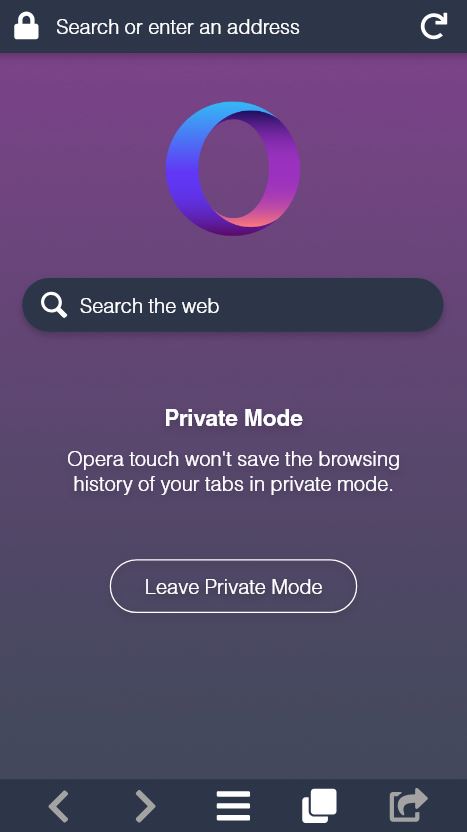 Search or enter an address
Search the web
Private Mode
Opera touch won't save the browsing
history of your tabs in private mode.
Leave Private Mode